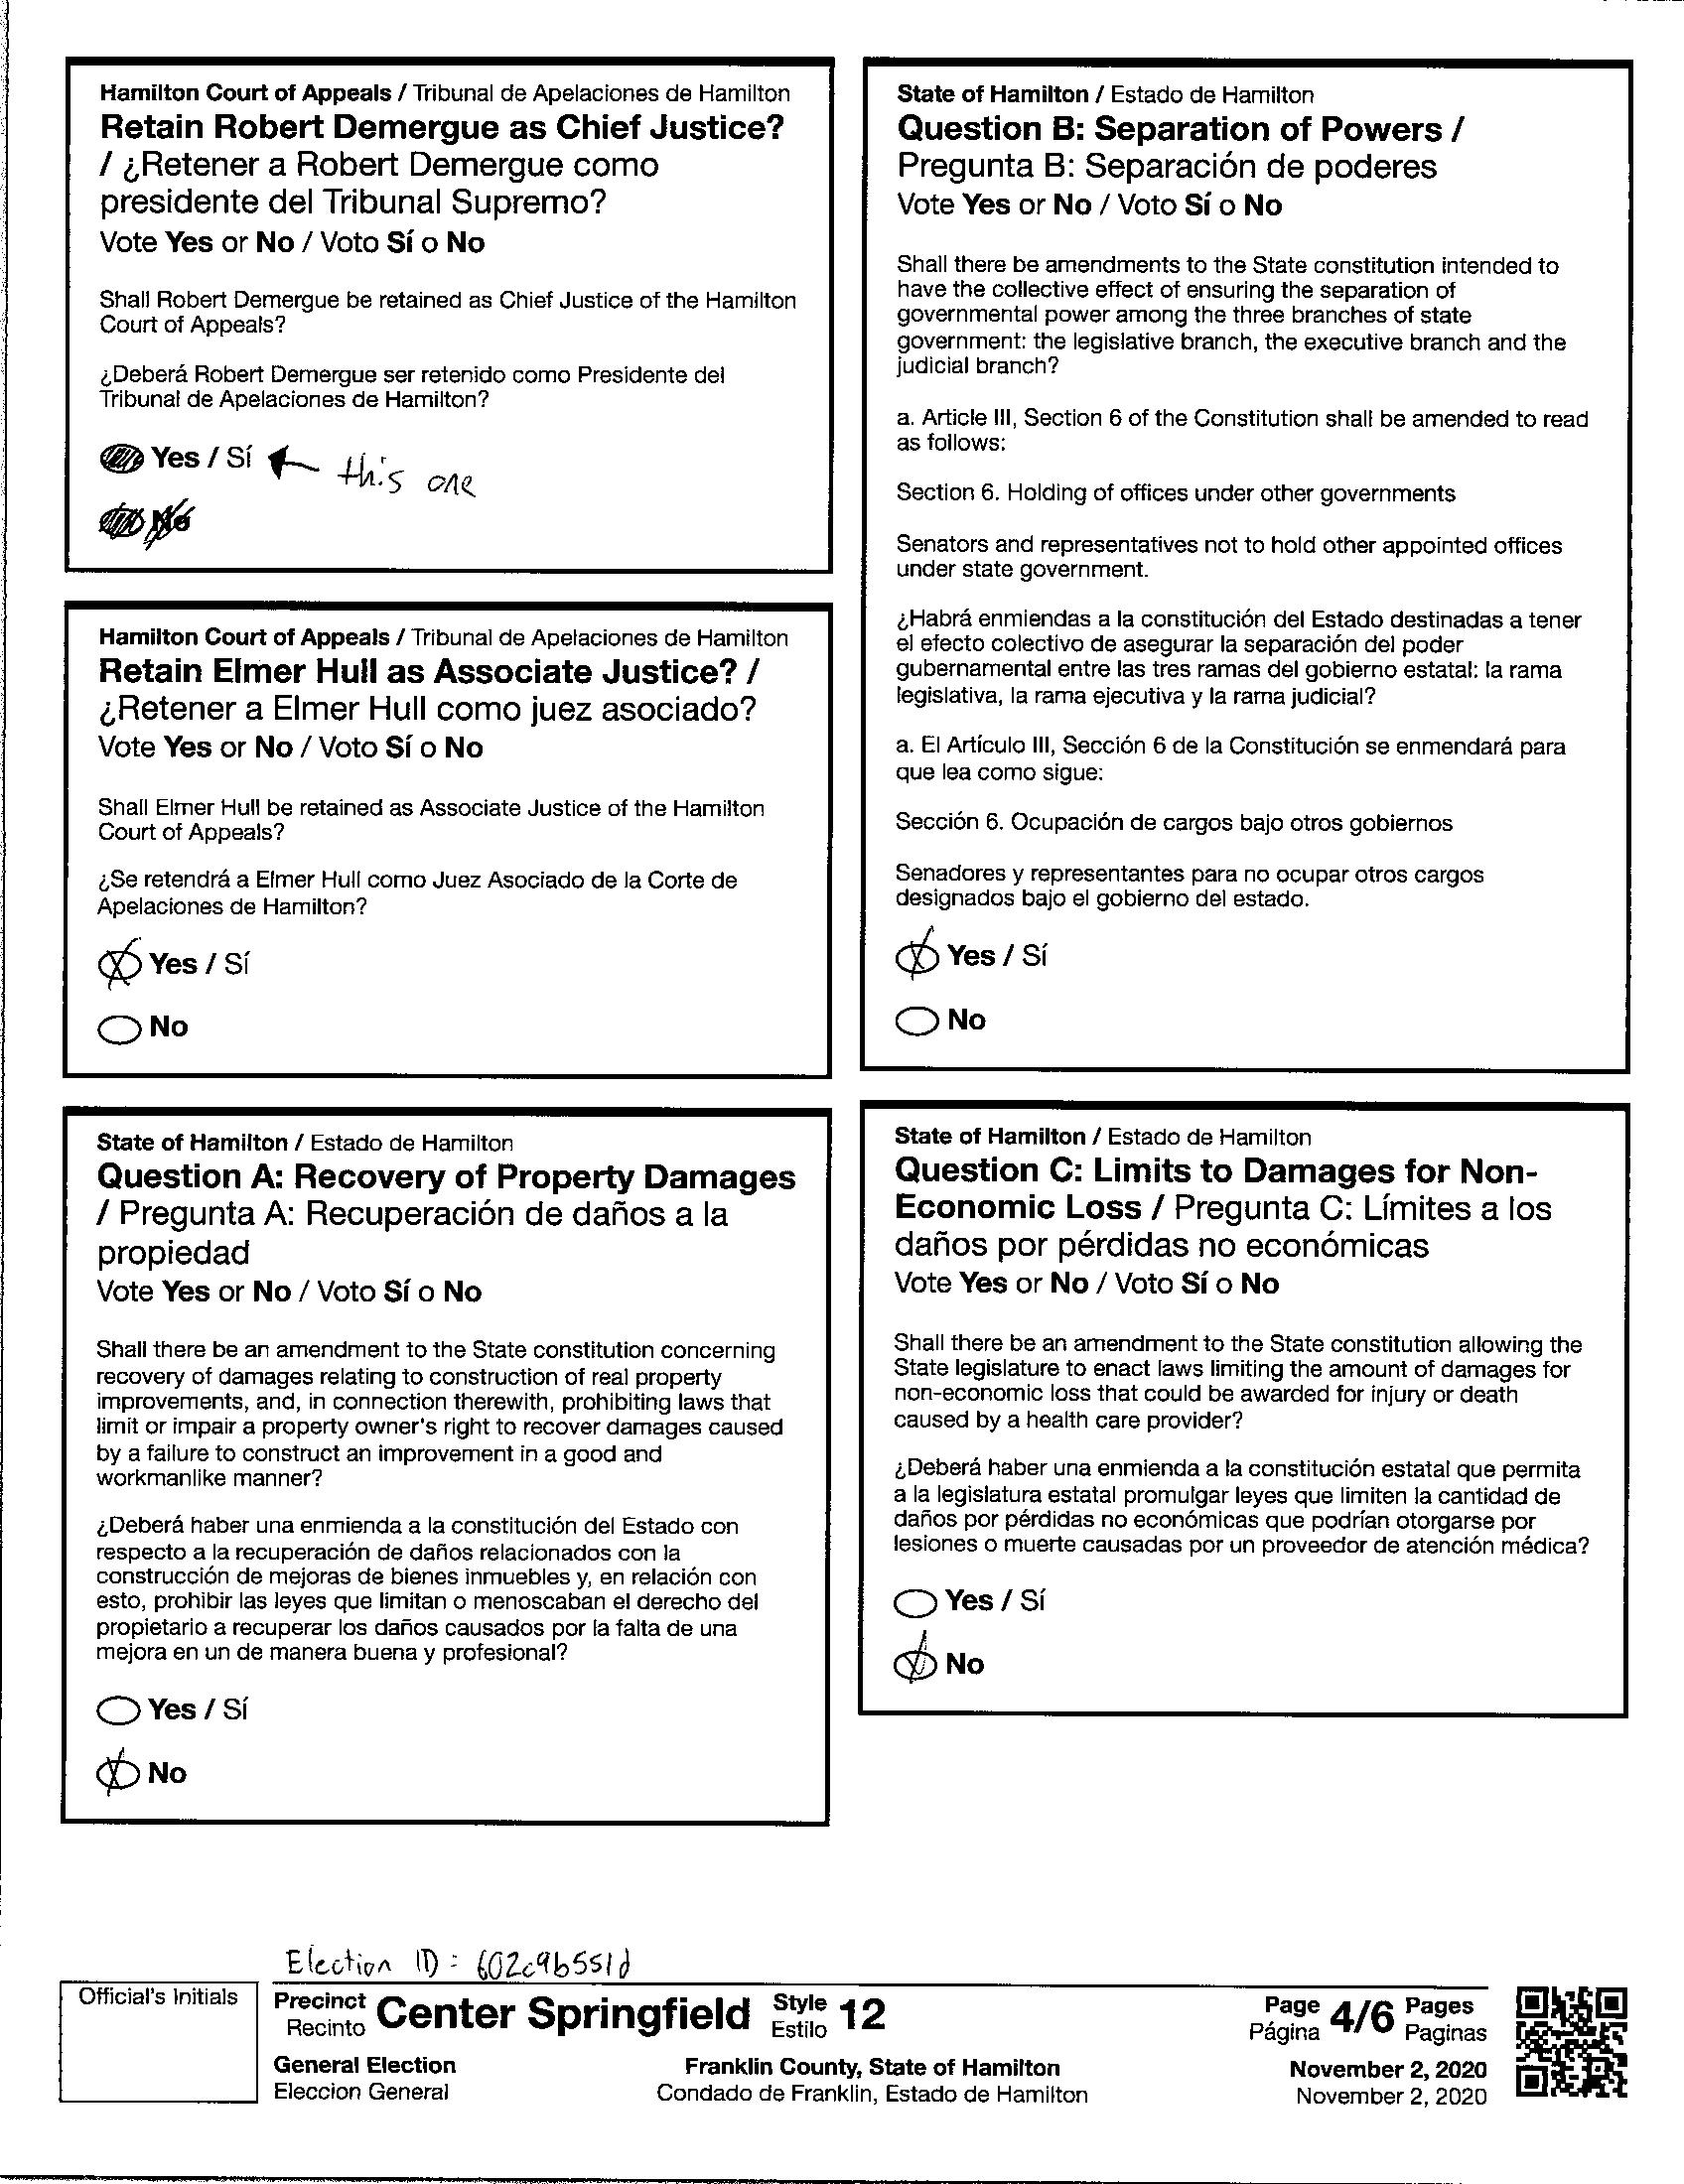 Hamilton Court of Appeals / Tribunal de Apelaciones de Hamilton
Retain Robert Demergue as Chief Justice?
/ ¿Retener a Robert Demergue como
presidente del Tribunal Supremo?
Vote Yes or No / Voto Sí o No
Shall Robert Demergue be retained as Chief Justice of the Hamilton
Court of Appeals?
¿Deberá Robert Demergue ser retenido como Presidente del
Tribunal de Apelaciones de Hamilton?
Yes / Sí this one
No
Hamilton Court of Appeals / Tribunal de Apelaciones de Hamilton
Retain Elmer Hull as Associate Justice? /
¿Retener a Elmer Hull como juez asociado?
Vote Yes or No / Voto Sí o No
Shall Elmer Hull be retained as Associate Justice of the Hamilton
Court of Appeals?
¿Se retendrá a Elmer Hull como Juez Asociado de la Corte de
Apelaciones de Hamilton?
Yes / Sí
No
State of Hamilton / Estado de Hamilton
Question A: Recovery of Property Damages
/ Pregunta A: Recuperación de daños a la
propiedad
Vote Yes or No / Voto Sí o No
Shall there be an amendment to the State constitution concerning
recovery of damages relating to construction of real property
improvements, and, in connection therewith, prohibiting laws that
limit or impair a property owner's right to recover damages caused
by a failure to construct an improvement in a good and
workmanlike manner?
¿Deberá haber una enmienda a la constitución del Estado con
respecto a la recuperación de daños relacionados con la
construcción de mejoras de bienes inmuebles y, en relación con
esto, prohibir las leyes que limitan o menoscaban el derecho del
propietario a recuperar los daños causados por la falta de una
mejora en un de manera buena y profesional?
Yes / Sí
No
State of Hamilton / Estado de Hamilton
Question B: Separation of Powers /
Pregunta B: Separación de poderes
Vote Yes or No / Voto Sí o No
Shall there be amendments to the State constitution intended to
have the collective effect of ensuring the separation of
governmental power among the three branches of state
government: the legislative branch, the executive branch and the
judicial branch?
a. Article III, Section 6 of the Constitution shall be amended to read
as follows:
Section 6. Holding of offices under other governments
Senators and representatives not to hold other appointed offices
under state government.
¿Habrá enmiendas a la constitución del Estado destinadas a tener
el efecto colectivo de asegurar la separación del poder
gubernamental entre las tres ramas del gobierno estatal: la rama
legislativa, la rama ejecutiva y la rama judicial?
a. El Artículo III, Sección 6 de la Constitución se enmendará para
que lea como sigue:
Sección 6. Ocupación de cargos bajo otros gobiernos
Senadores y representantes para no ocupar otros cargos
designados bajo el gobierno del estado.
Yes / Sí
No
State of Hamilton / Estado de Hamilton
Question C: Limits to Damages for Non-
Economic Loss / Pregunta C: Límites a los
daños por pérdidas no económicas
Vote Yes or No / Voto Sí o No
Shall there be an amendment to the State constitution allowing the
State legislature to enact laws limiting the amount of damages for
non-economic loss that could be awarded for injury or death
caused by a health care provider?
¿Deberá haber una enmienda a la constitución estatal que permita
a la legislatura estatal promulgar leyes que limiten la cantidad de
daños por pérdidas no económicas que podrían otorgarse por
lesiones o muerte causadas por un proveedor de atención médica?
Yes / Sí
No
Election ID: 602c9b551d
Official's Initials
Precinct Center Springfield Style 12
Recinto Estilo
Page 4/6 Pages
Página Paginas
General Election Franklin County, State of Hamilton November 2, 2020
Eleccion General Condado de Franklin, Estado de Hamilton November 2, 2020